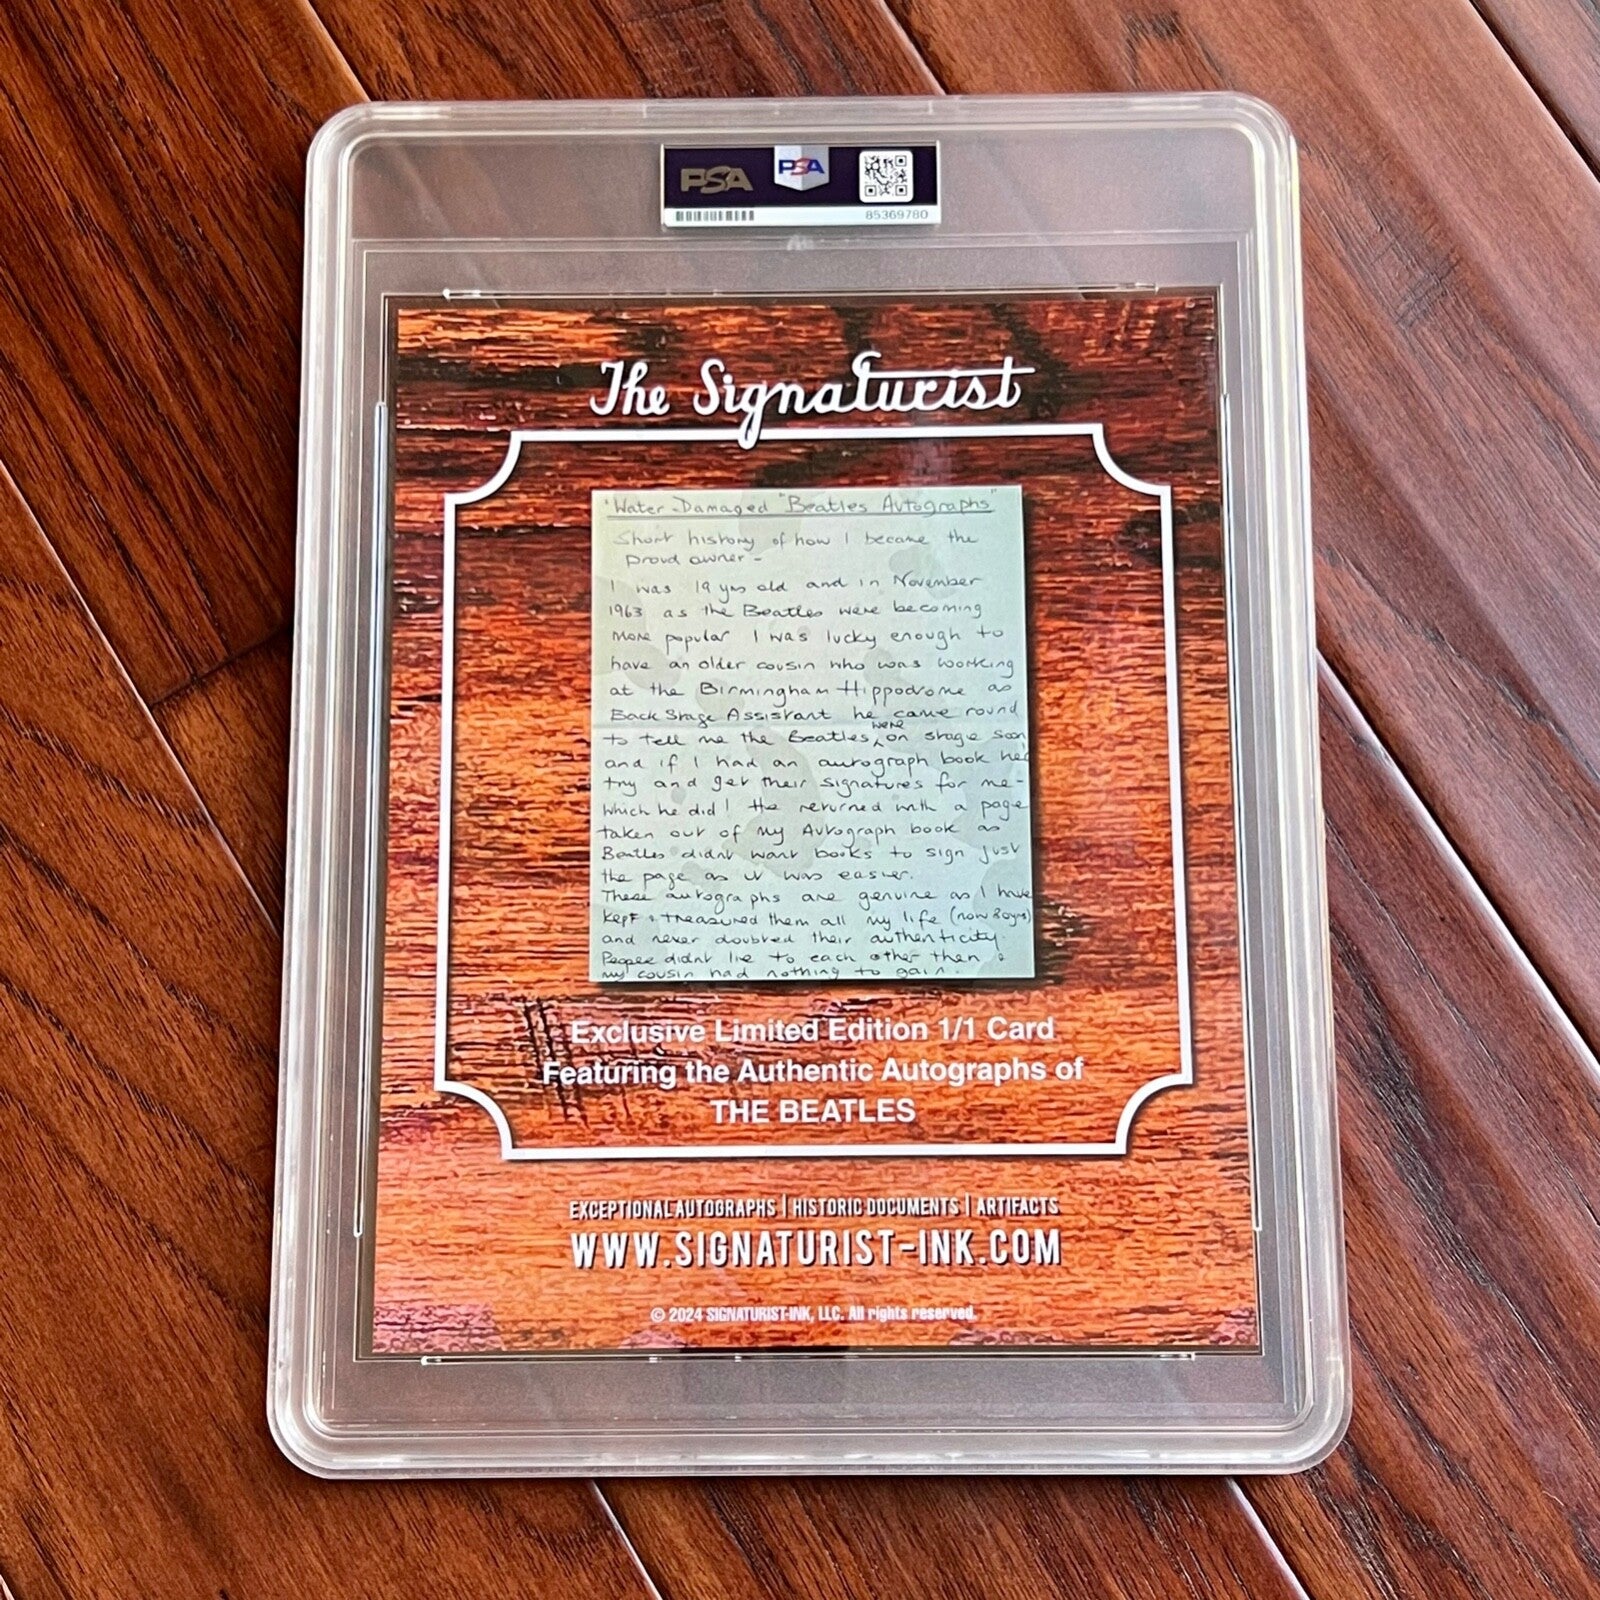 PSA
PSA
85369780
The Signaturist
"Water-Damaged "Beatles Autographs"
Short history of how I became the
proud owner -
I was 19 yrs old and in November
1963 as the Beatles were becoming
more popular I was lucky enough to
have an older cousin who was working
at the Birmingham Hippodrome as
Back Stage Assistant he came round
to tell me the Beatles were on stage soon
and if I had an autograph book he'd
try and get their signatures for me -
which he did! He returned with a page
taken out of my Autograph book as
Beatles didnt want books to sign just
the page as it was easier.
These autographs are genuine as I have
kept & treasured them all my life (now 80yrs)
and never doubted their authenticity.
People didnt lie to each other then &
my cousin had nothing to gain.
Exclusive Limited Edition 1/1 Card
Featuring the Authentic Autographs of
THE BEATLES
EXCEPTIONAL AUTOGRAPHS | HISTORIC DOCUMENTS | ARTIFACTS
WWW.SIGNATURIST-INK.COM
© 2024 SIGNATURIST-INK, LLC. All rights reserved.